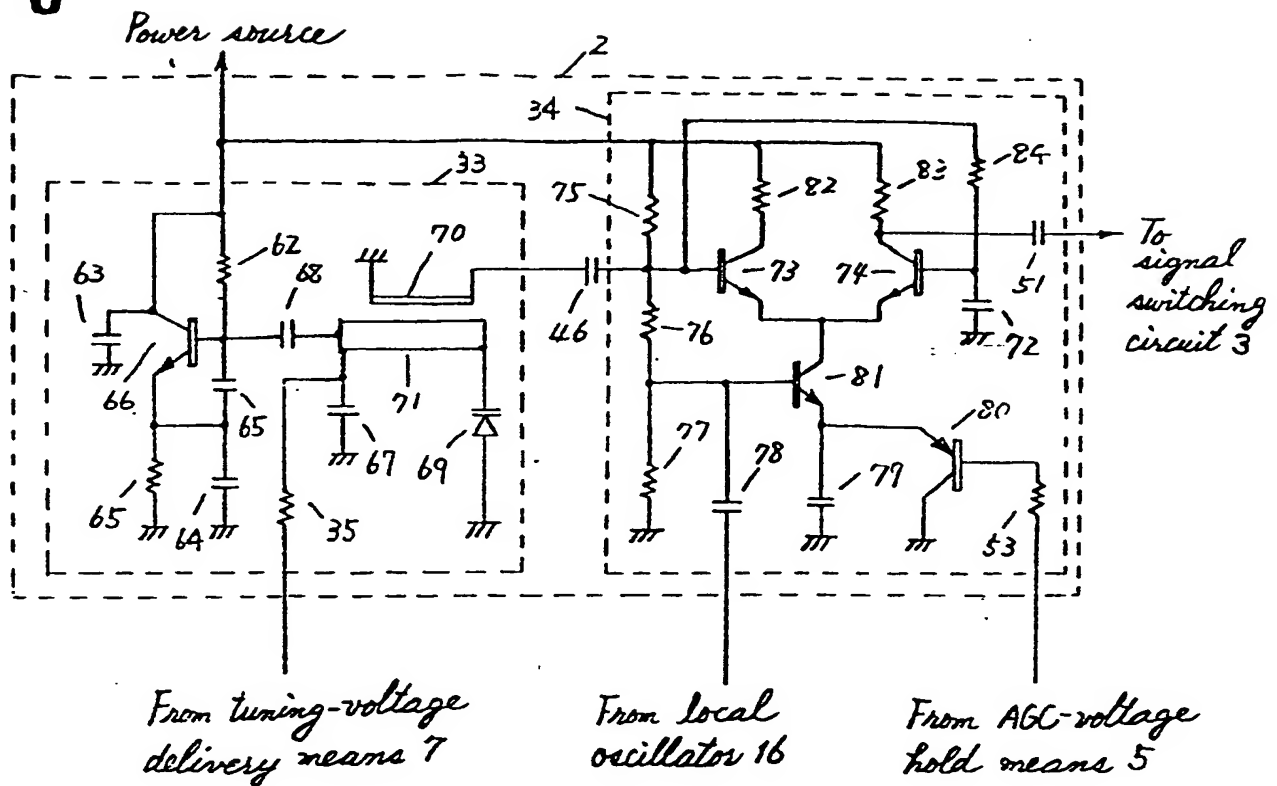 Power source
2
34
33
84
75
82
83
62
70
To
signal
switching
circuit 3
63
68
73
74
51
46
76
72
66
65
71
81
80
67
69
77
78
79
65
64
35
53
From tuning-voltage
delivery means 7
From local
oscillator 16
From AGC-voltage
hold means 5